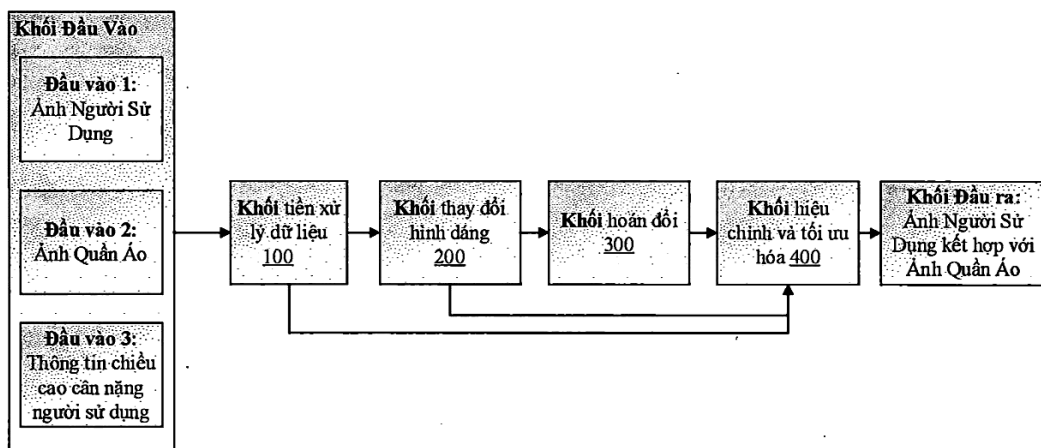 Khối Đầu Vào
Đầu vào 1:
Ảnh Người Sử
Dụng
Đầu vào 2:
Ảnh Quần Áo
Đầu vào 3:
Thông tin chiều
cao cân nặng
người sử dụng
Khối tiền xử
lý dữ liệu
100
Khối thay đổi
hình dáng
200
Khối hoán đổi
300
Khối hiệu
chỉnh và tối ưu
hóa 400
Khối Đầu ra:
Ảnh Người Sử
Dụng kết hợp với
Ảnh Quần Áo